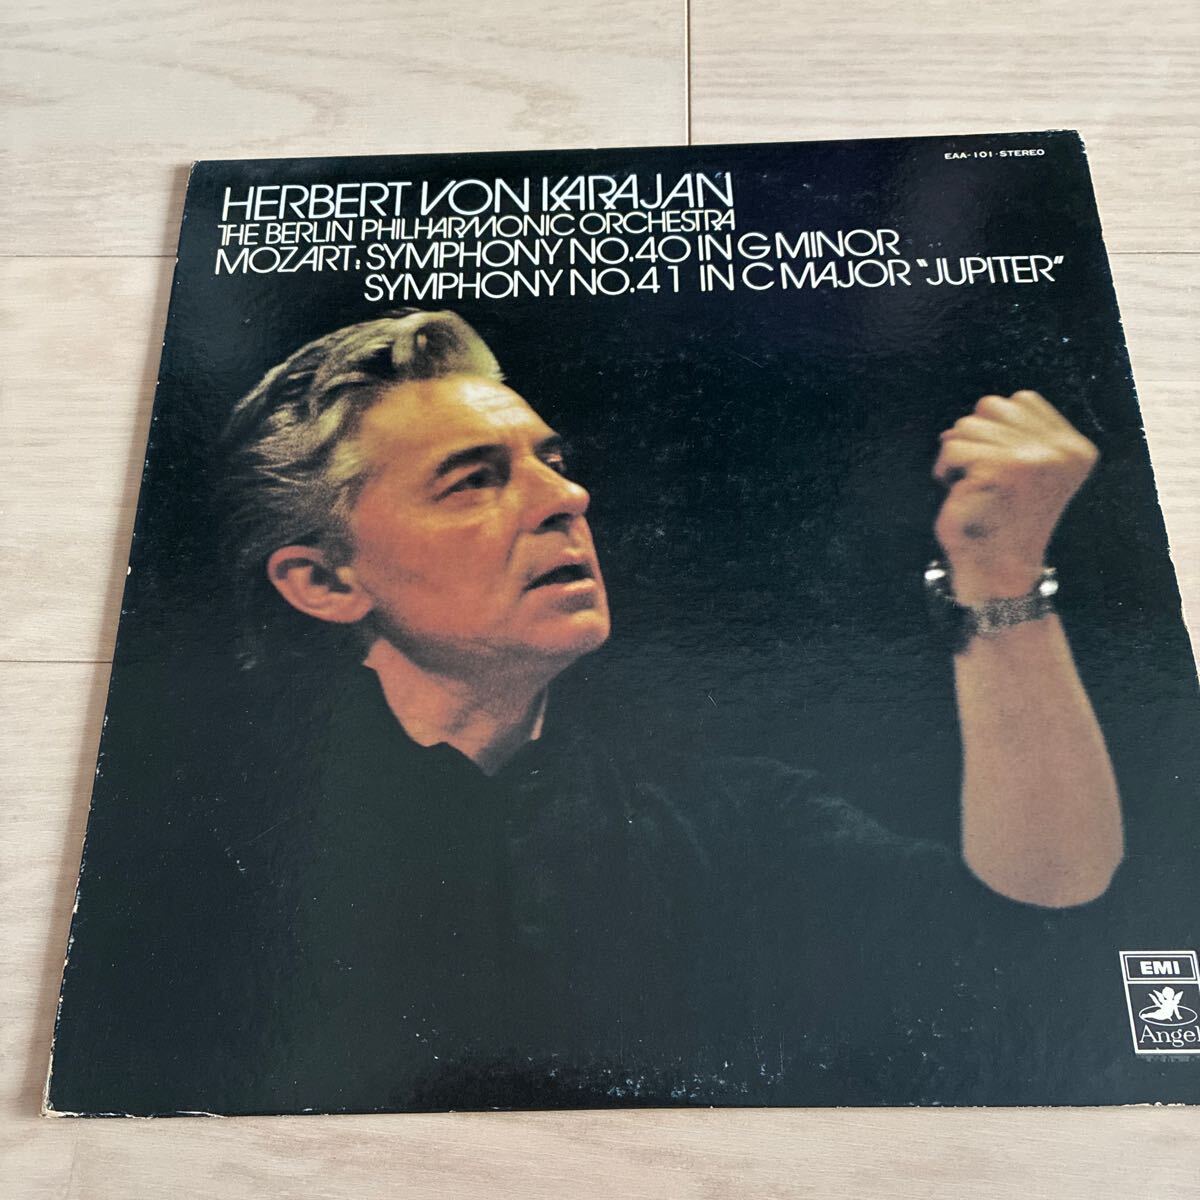 EAA-101·STEREO
HERBERT VON KARAJAN
THE BERLIN PHILHARMONIC ORCHESTRA
MOZART: SYMPHONY NO.40 IN G MINOR
SYMPHONY NO.41 IN C MAJOR "JUPITER"
EMI
Angel